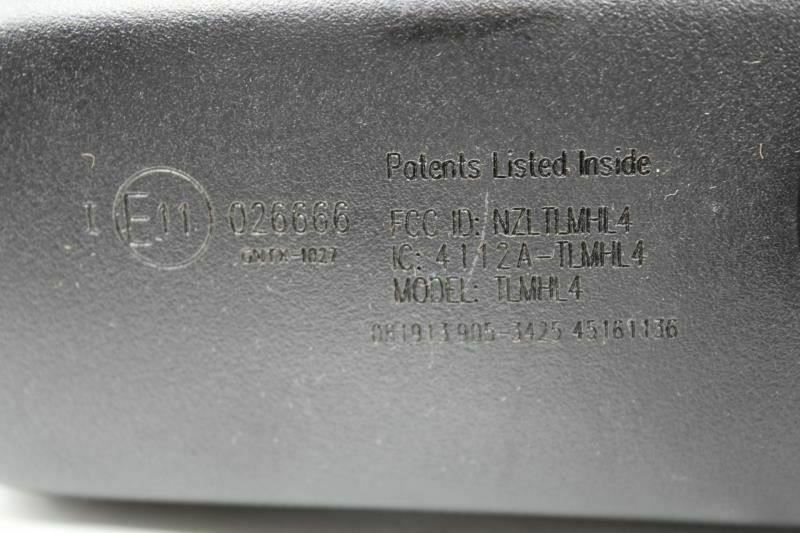 Patents Listed Inside.
I E11 026666
GNTX-1027
FCC ID: NZLTLMHL4
IC: 4112A-TLMHL4
MODEL: TLMHL4
081913 905-3425 45161136